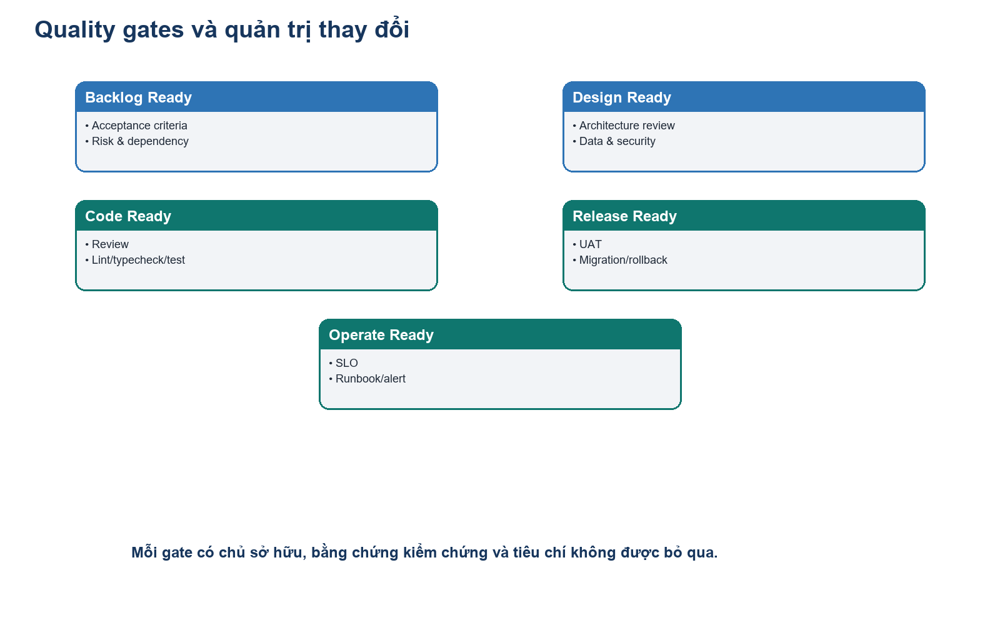 Quality gates và quản trị thay đổi
Backlog Ready
• Acceptance criteria
• Risk & dependency
Design Ready
• Architecture review
• Data & security
Code Ready
• Review
• Lint/typecheck/test
Release Ready
• UAT
• Migration/rollback
Operate Ready
• SLO
• Runbook/alert
Mỗi gate có chủ sở hữu, bằng chứng kiểm chứng và tiêu chí không được bỏ qua.